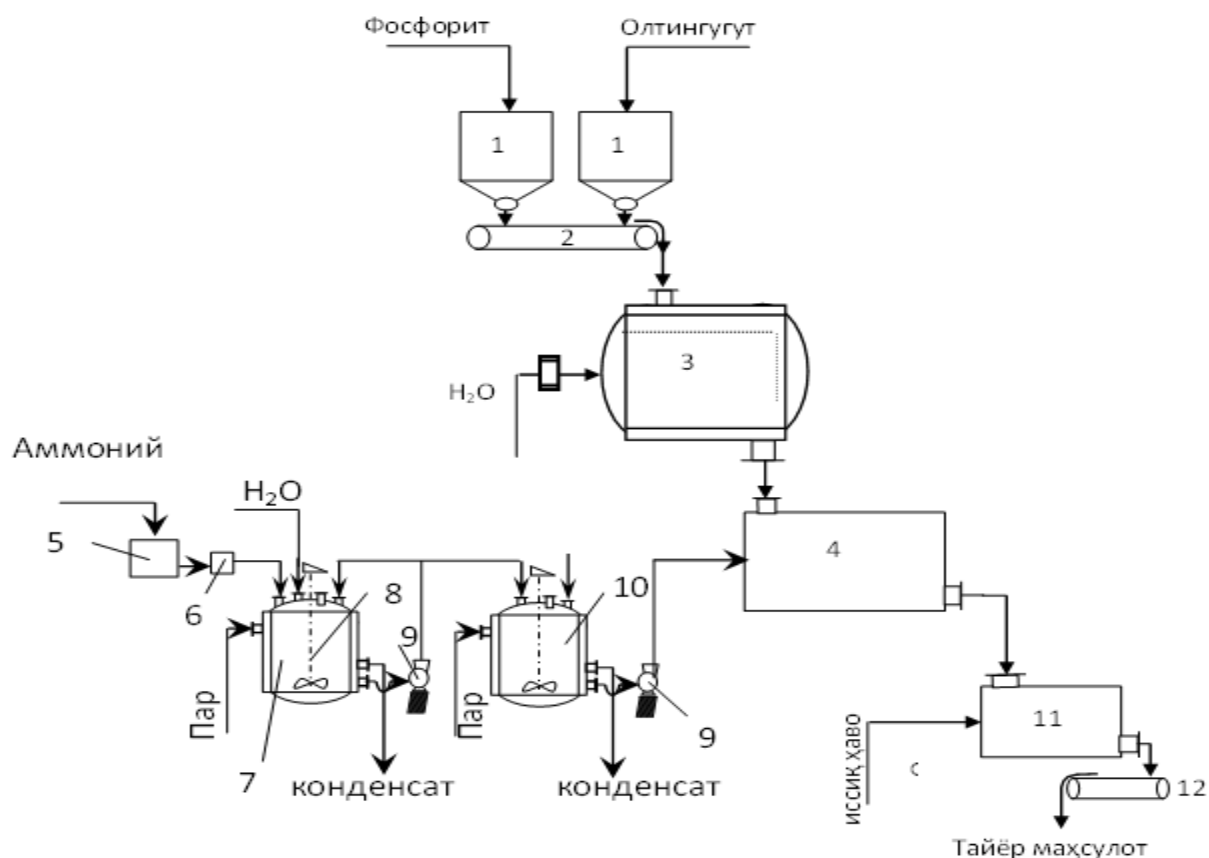 Фосфорит
Олтингугут
1
1
2
3
H₂O
Аммоний
H₂O
5
6
8
10
4
9
Пар
Пар
7
9
11
иссиқ ҳаво
12
конденсат
конденсат
Тайёр маҳсулот